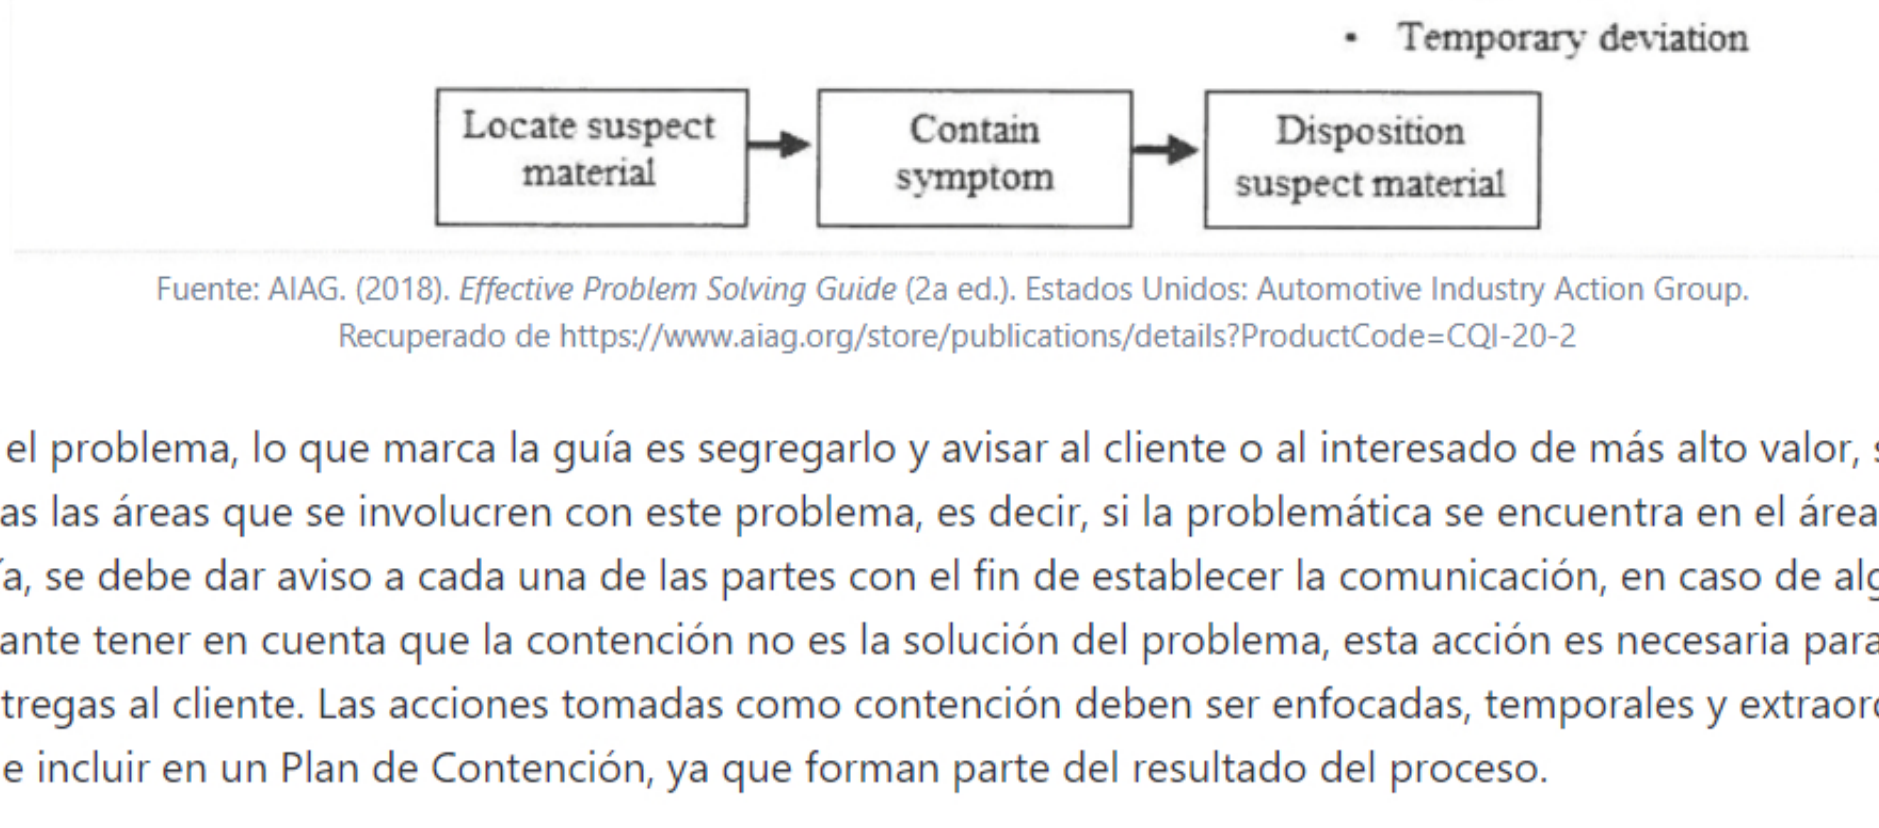 • Temporary deviation
Locate suspect
material
Contain
symptom
Disposition
suspect material
Fuente: AIAG. (2018). Effective Problem Solving Guide (2a ed.). Estados Unidos: Automotive Industry Action Group.
Recuperado de https://www.aiag.org/store/publications/details?ProductCode=CQI-20-2
el problema, lo que marca la guía es segregarlo y avisar al cliente o al interesado de más alto valor,
as las áreas que se involucren con este problema, es decir, si la problemática se encuentra en el área
ía, se debe dar aviso a cada una de las partes con el fin de establecer la comunicación, en caso de alg
ante tener en cuenta que la contención no es la solución del problema, esta acción es necesaria para
tregas al cliente. Las acciones tomadas como contención deben ser enfocadas, temporales y extraor
e incluir en un Plan de Contención, ya que forman parte del resultado del proceso.